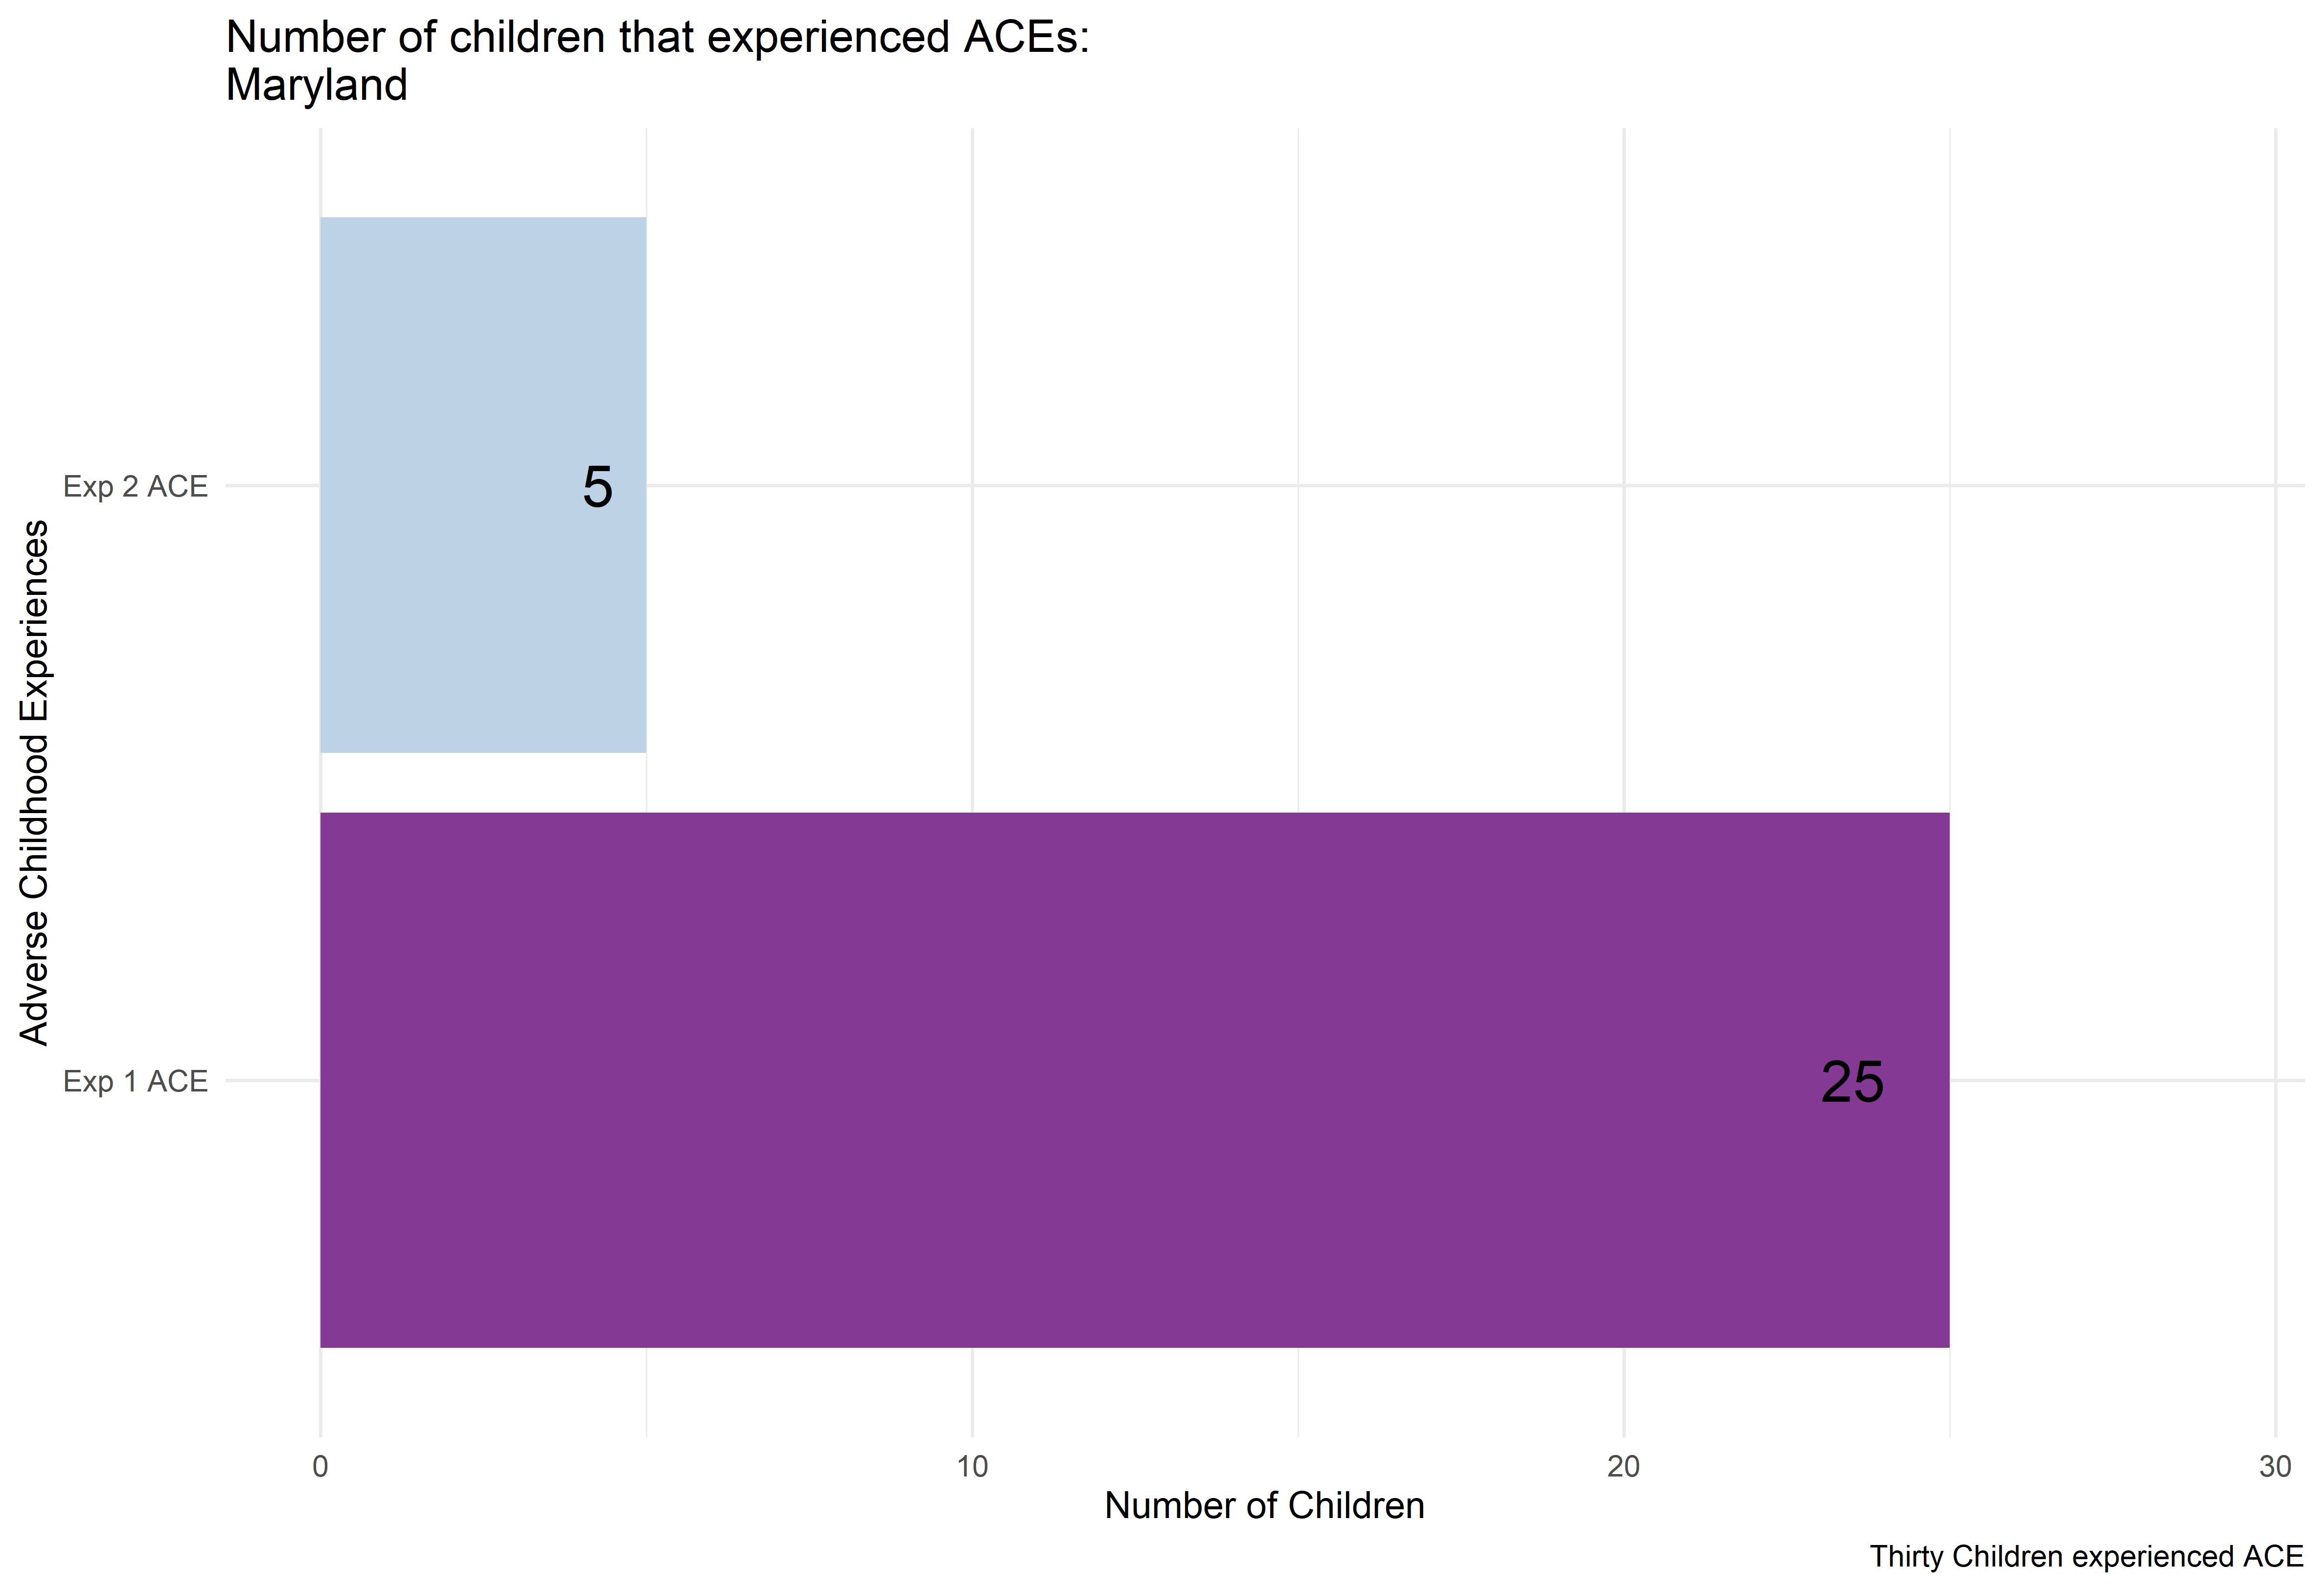 Number of children that experienced ACEs:
Maryland
Adverse Childhood Experiences
Exp 2 ACE
5
Exp 1 ACE
25
0
10
20
30
Number of Children
Thirty Children experienced ACE